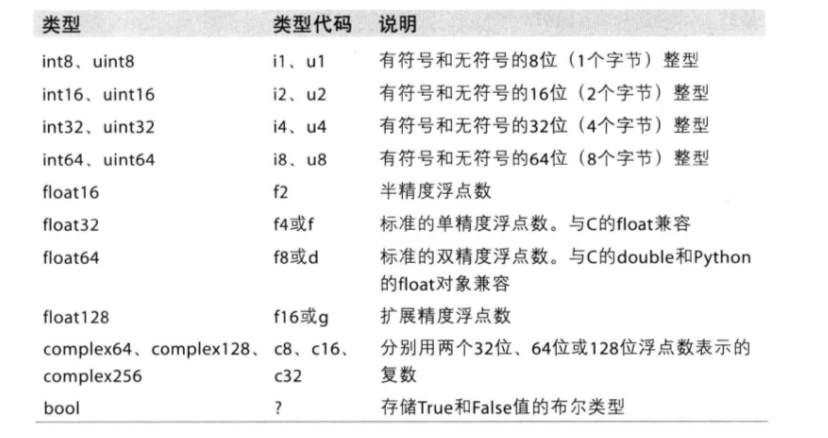 类型 类型代码 说明
int8、uint8 i1、u1 有符号和无符号的8位（1个字节）整型
int16、uint16 i2、u2 有符号和无符号的16位（2个字节）整型
int32、uint32 i4、u4 有符号和无符号的32位（4个字节）整型
int64、uint64 i8、u8 有符号和无符号的64位（8个字节）整型
float16 f2 半精度浮点数
float32 f4或f 标准的单精度浮点数。与C的float兼容
float64 f8或d 标准的双精度浮点数。与C的double和Python
的float对象兼容
float128 f16或g 扩展精度浮点数
complex64、complex128、 c8、c16、 分别用两个32位、64位或128位浮点数表示的
complex256 c32 复数
bool ? 存储True和False值的布尔类型